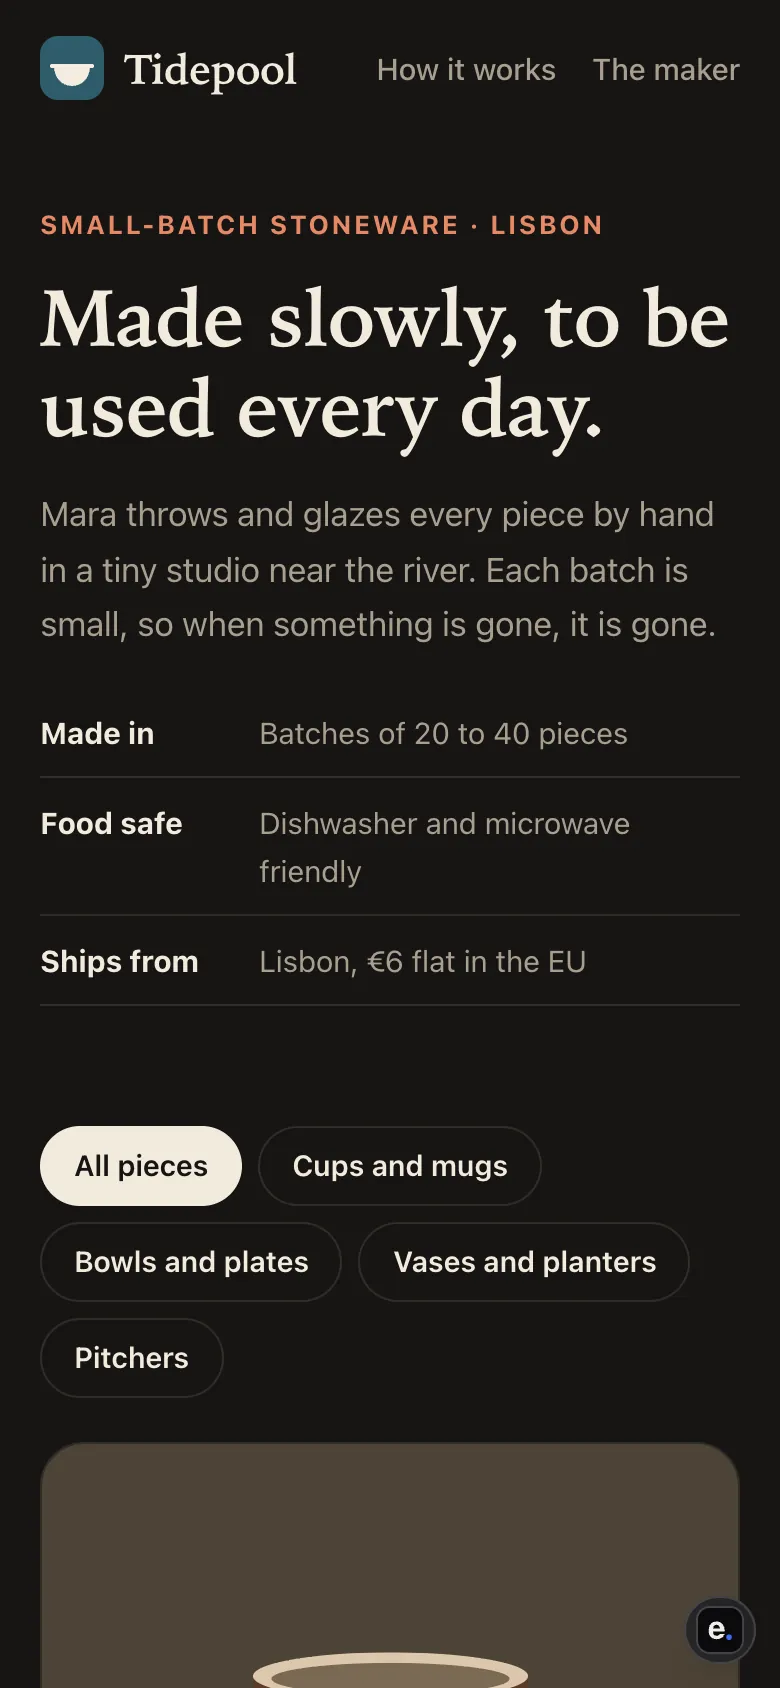 Tidepool
How it works
The maker
SMALL-BATCH STONEWARE · LISBON
Made slowly, to be
used every day.
Mara throws and glazes every piece by hand
in a tiny studio near the river. Each batch is
small, so when something is gone, it is gone.
Made in
Batches of 20 to 40 pieces
Food safe
Dishwasher and microwave
friendly
Ships from
Lisbon, €6 flat in the EU
All pieces
Cups and mugs
Bowls and plates
Vases and planters
Pitchers
e.